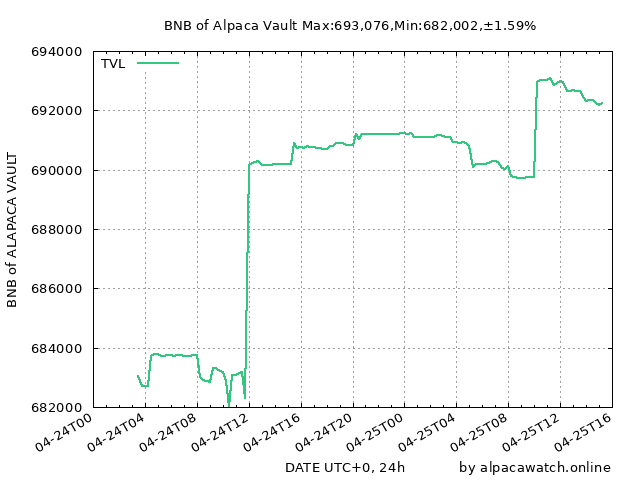 BNB of Alpaca Vault Max:693,076,Min:682,002,±1.59%
694000
TVL
692000
690000
688000
686000
684000
682000
BNB of ALAPACA VAULT
04-24T00
04-24T04
04-24T08
04-24T12
04-24T16
04-24T20
04-25T00
04-25T04
04-25T08
04-25T12
04-25T16
DATE UTC+0, 24h
by alpacawatch.online